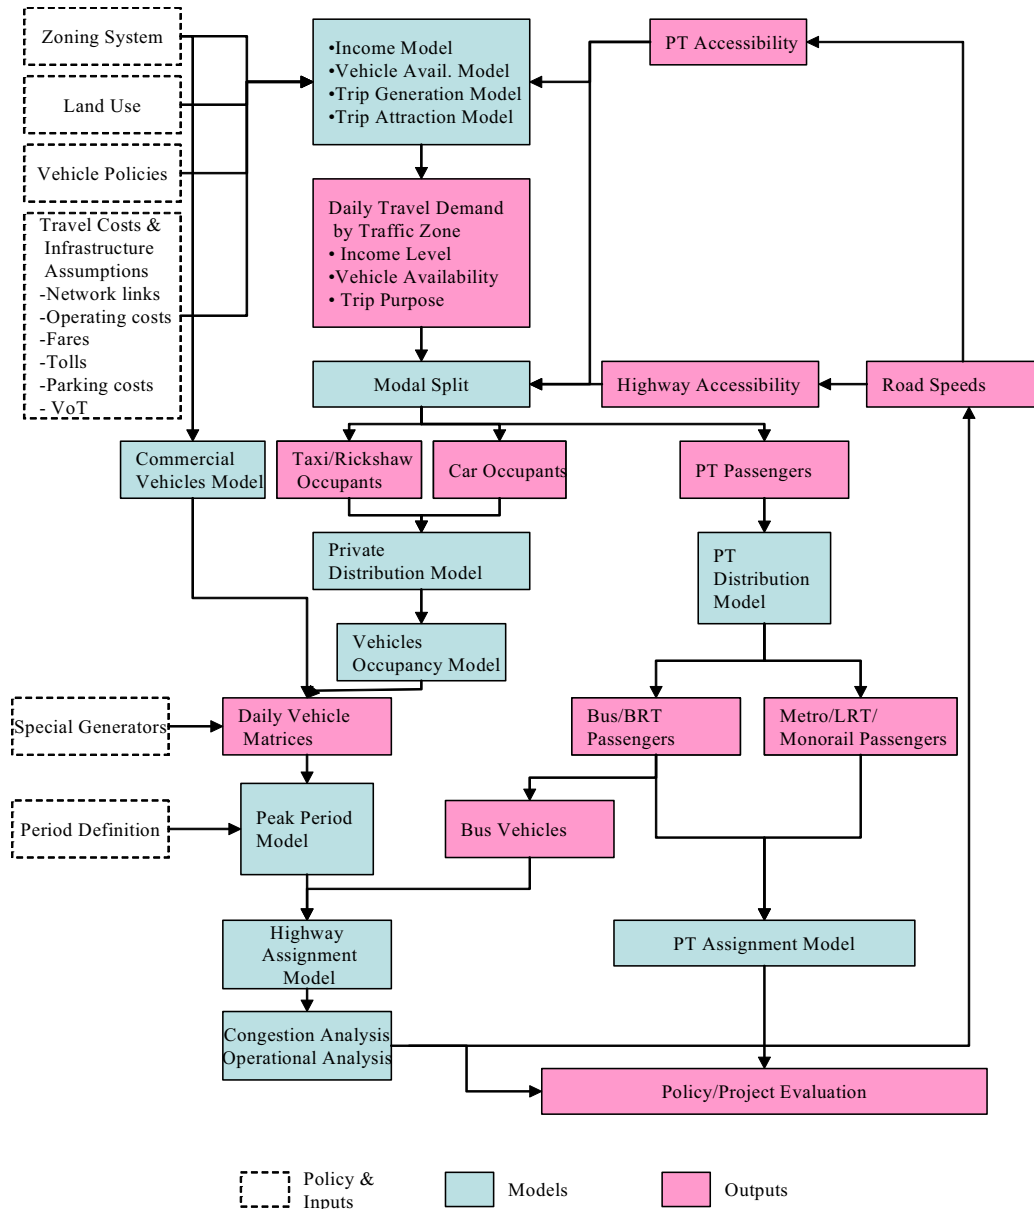 Zoning System
Land Use
Vehicle Policies
Travel Costs &
Infrastructure
Assumptions
-Network links
-Operating costs
-Fares
-Tolls
-Parking costs
- VoT
•Income Model
•Vehicle Avail. Model
•Trip Generation Model
•Trip Attraction Model
PT Accessibility
Daily Travel Demand
by Traffic Zone
• Income Level
•Vehicle Availability
• Trip Purpose
Modal Split
Highway Accessibility
Road Speeds
Commercial
Vehicles Model
Taxi/Rickshaw
Occupants
Car Occupants
PT Passengers
Private
Distribution Model
PT
Distribution
Model
Vehicles
Occupancy Model
Special Generators
Daily Vehicle
Matrices
Bus/BRT
Passengers
Metro/LRT/
Monorail Passengers
Period Definition
Peak Period
Model
Bus Vehicles
Highway
Assignment
Model
PT Assignment Model
Congestion Analysis
Operational Analysis
Policy/Project Evaluation
Policy &
Inputs
Models
Outputs